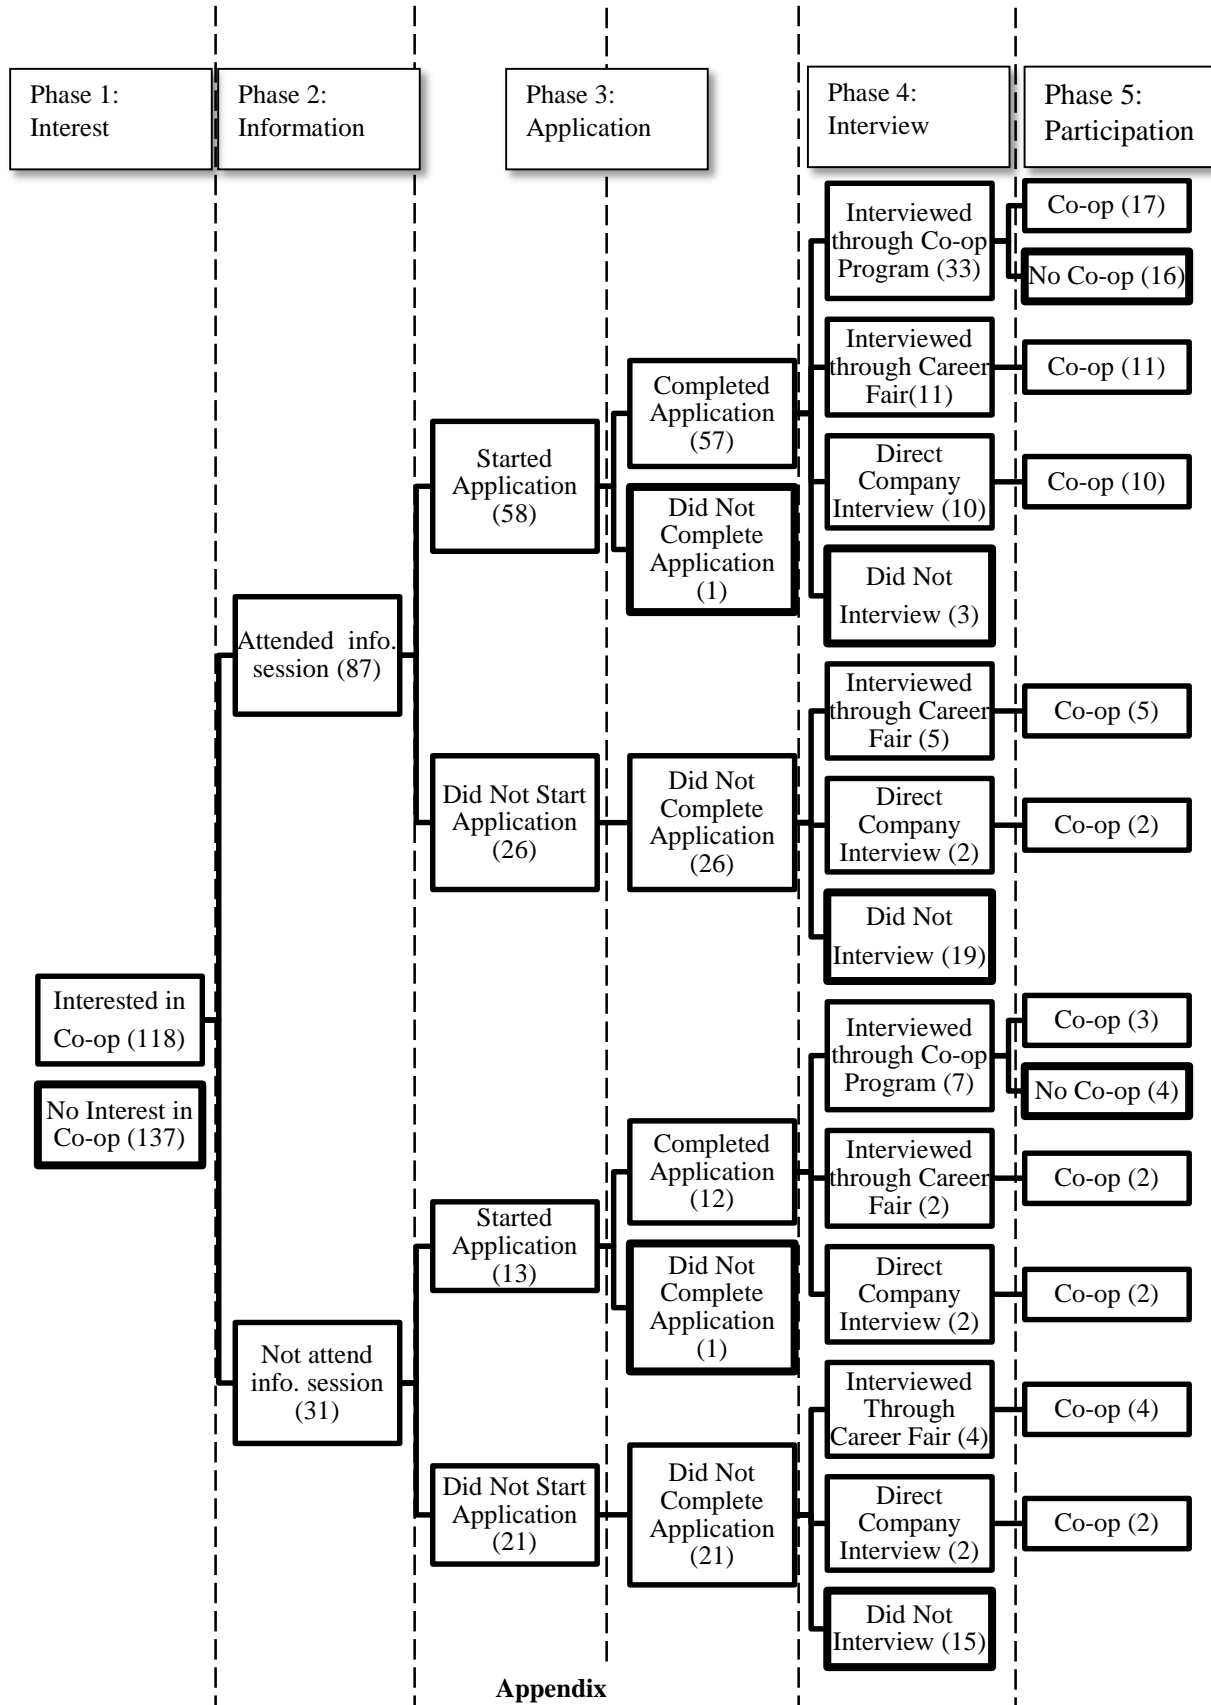 Phase 1:
Interest
Phase 2:
Information
Phase 3:
Application
Phase 4:
Interview
Phase 5:
Participation
Interested in
Co-op (118)
No Interest in
Co-op (137)
Attended info.
session (87)
Not attend
info. session
(31)
Started
Application
(58)
Did Not Start
Application
(26)
Started
Application
(13)
Did Not Start
Application
(21)
Completed
Application
(57)
Did Not
Complete
Application
(1)
Did Not
Complete
Application
(26)
Completed
Application
(12)
Did Not
Complete
Application
(1)
Did Not
Complete
Application
(21)
Interviewed
through Co-op
Program (33)
Interviewed
through Career
Fair(11)
Direct
Company
Interview (10)
Did Not
Interview (3)
Interviewed
through Career
Fair (5)
Direct
Company
Interview (2)
Did Not
Interview (19)
Interviewed
through Co-op
Program (7)
Interviewed
through Career
Fair (2)
Direct
Company
Interview (2)
Interviewed
Through
Career Fair (4)
Direct
Company
Interview (2)
Did Not
Interview (15)
Co-op (17)
No Co-op (16)
Co-op (11)
Co-op (10)
Co-op (5)
Co-op (2)
Co-op (3)
No Co-op (4)
Co-op (2)
Co-op (2)
Co-op (4)
Co-op (2)
Appendix